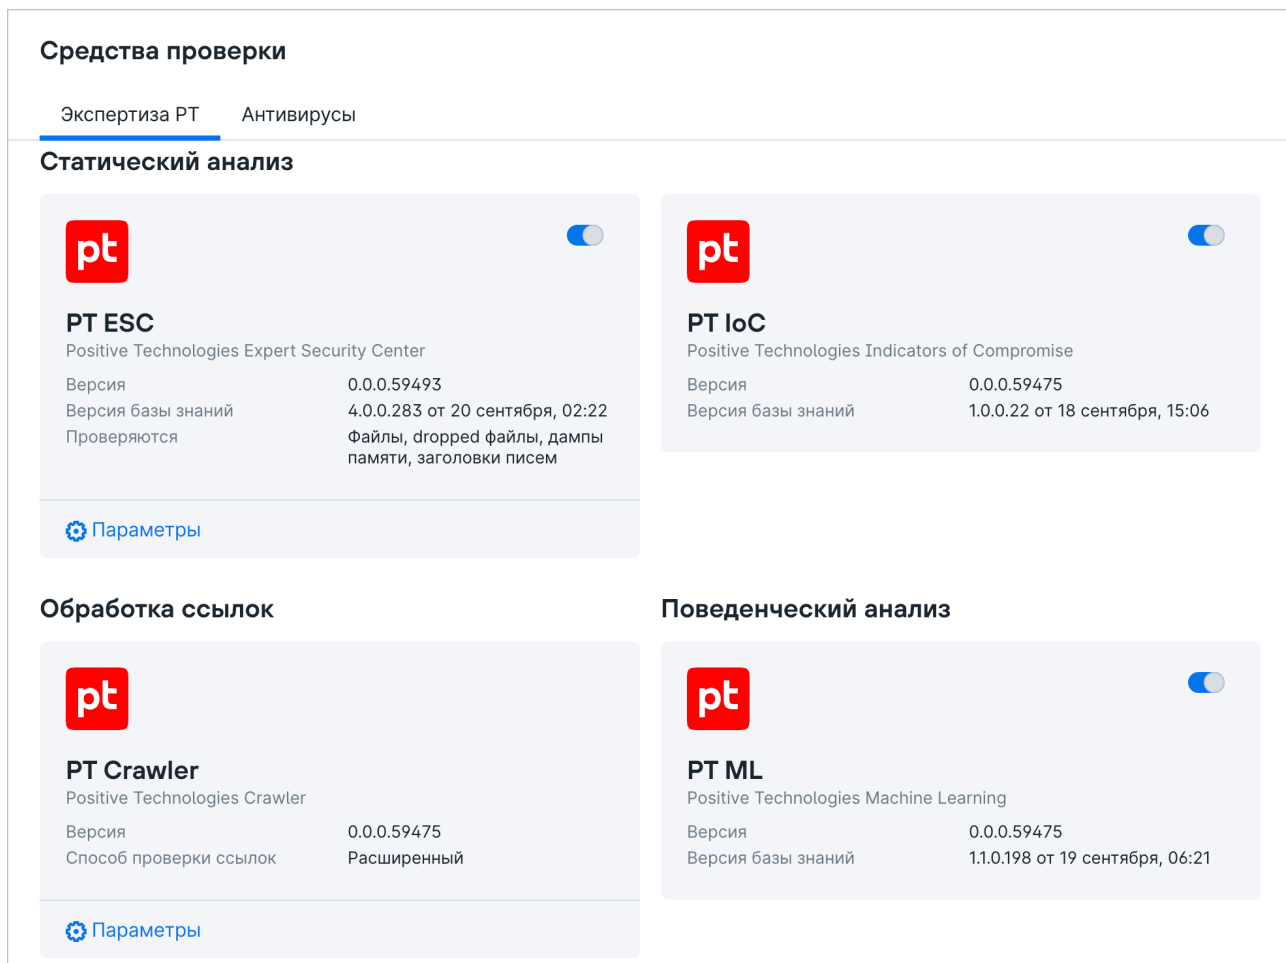 Средства проверки
Экспертиза PT
Антивирусы
Статический анализ
pt
PT ESC
Positive Technologies Expert Security Center
Версия 0.0.0.59493
Версия базы знаний 4.0.0.283 от 20 сентября, 02:22
Проверяются Файлы, dropped файлы, дампы
памяти, заголовки писем
Параметры
pt
PT IoC
Positive Technologies Indicators of Compromise
Версия 0.0.0.59475
Версия базы знаний 1.0.0.22 от 18 сентября, 15:06
Обработка ссылок
pt
PT Crawler
Positive Technologies Crawler
Версия 0.0.0.59475
Способ проверки ссылок Расширенный
Параметры
Поведенческий анализ
pt
PT ML
Positive Technologies Machine Learning
Версия 0.0.0.59475
Версия базы знаний 1.1.0.198 от 19 сентября, 06:21